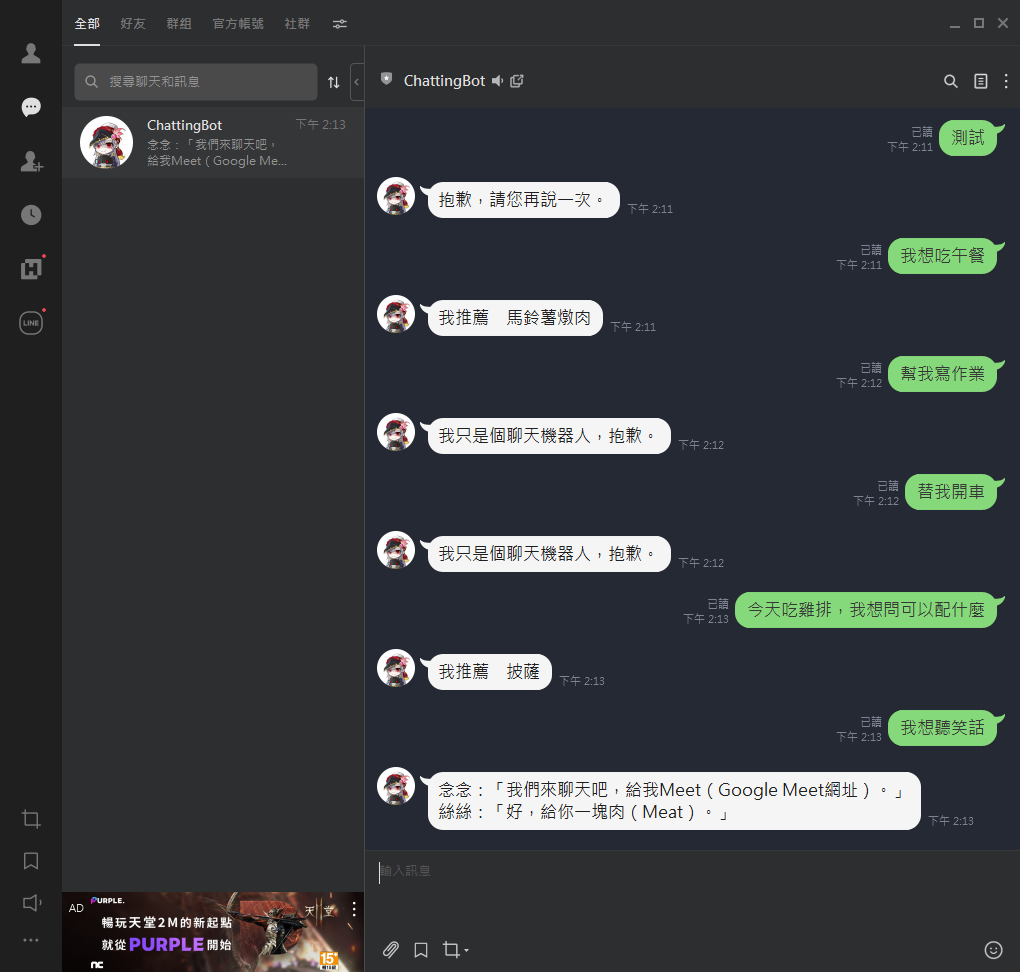 全部 好友 群組 官方帳號 社群
搜尋聊天和訊息
ChattingBot 下午 2:13
念念：「我們來聊天吧，
給我Meet（Google Me...
LINE
AD
PURPLE.
暢玩天堂2M的新起點
就從PURPLE開始
NC
天堂
15+
ChattingBot
已讀
下午 2:11
測試
抱歉，請您再說一次。
下午 2:11
已讀
下午 2:11
我想吃午餐
我推薦　馬鈴薯燉肉
下午 2:11
已讀
下午 2:12
幫我寫作業
我只是個聊天機器人，抱歉。
下午 2:12
已讀
下午 2:12
替我開車
我只是個聊天機器人，抱歉。
下午 2:12
已讀
下午 2:13
今天吃雞排，我想問可以配什麼
我推薦　披薩
下午 2:13
已讀
下午 2:13
我想聽笑話
念念：「我們來聊天吧，給我Meet（Google Meet網址）。」
絲絲：「好，給你一塊肉（Meat）。」
下午 2:13
輸入訊息